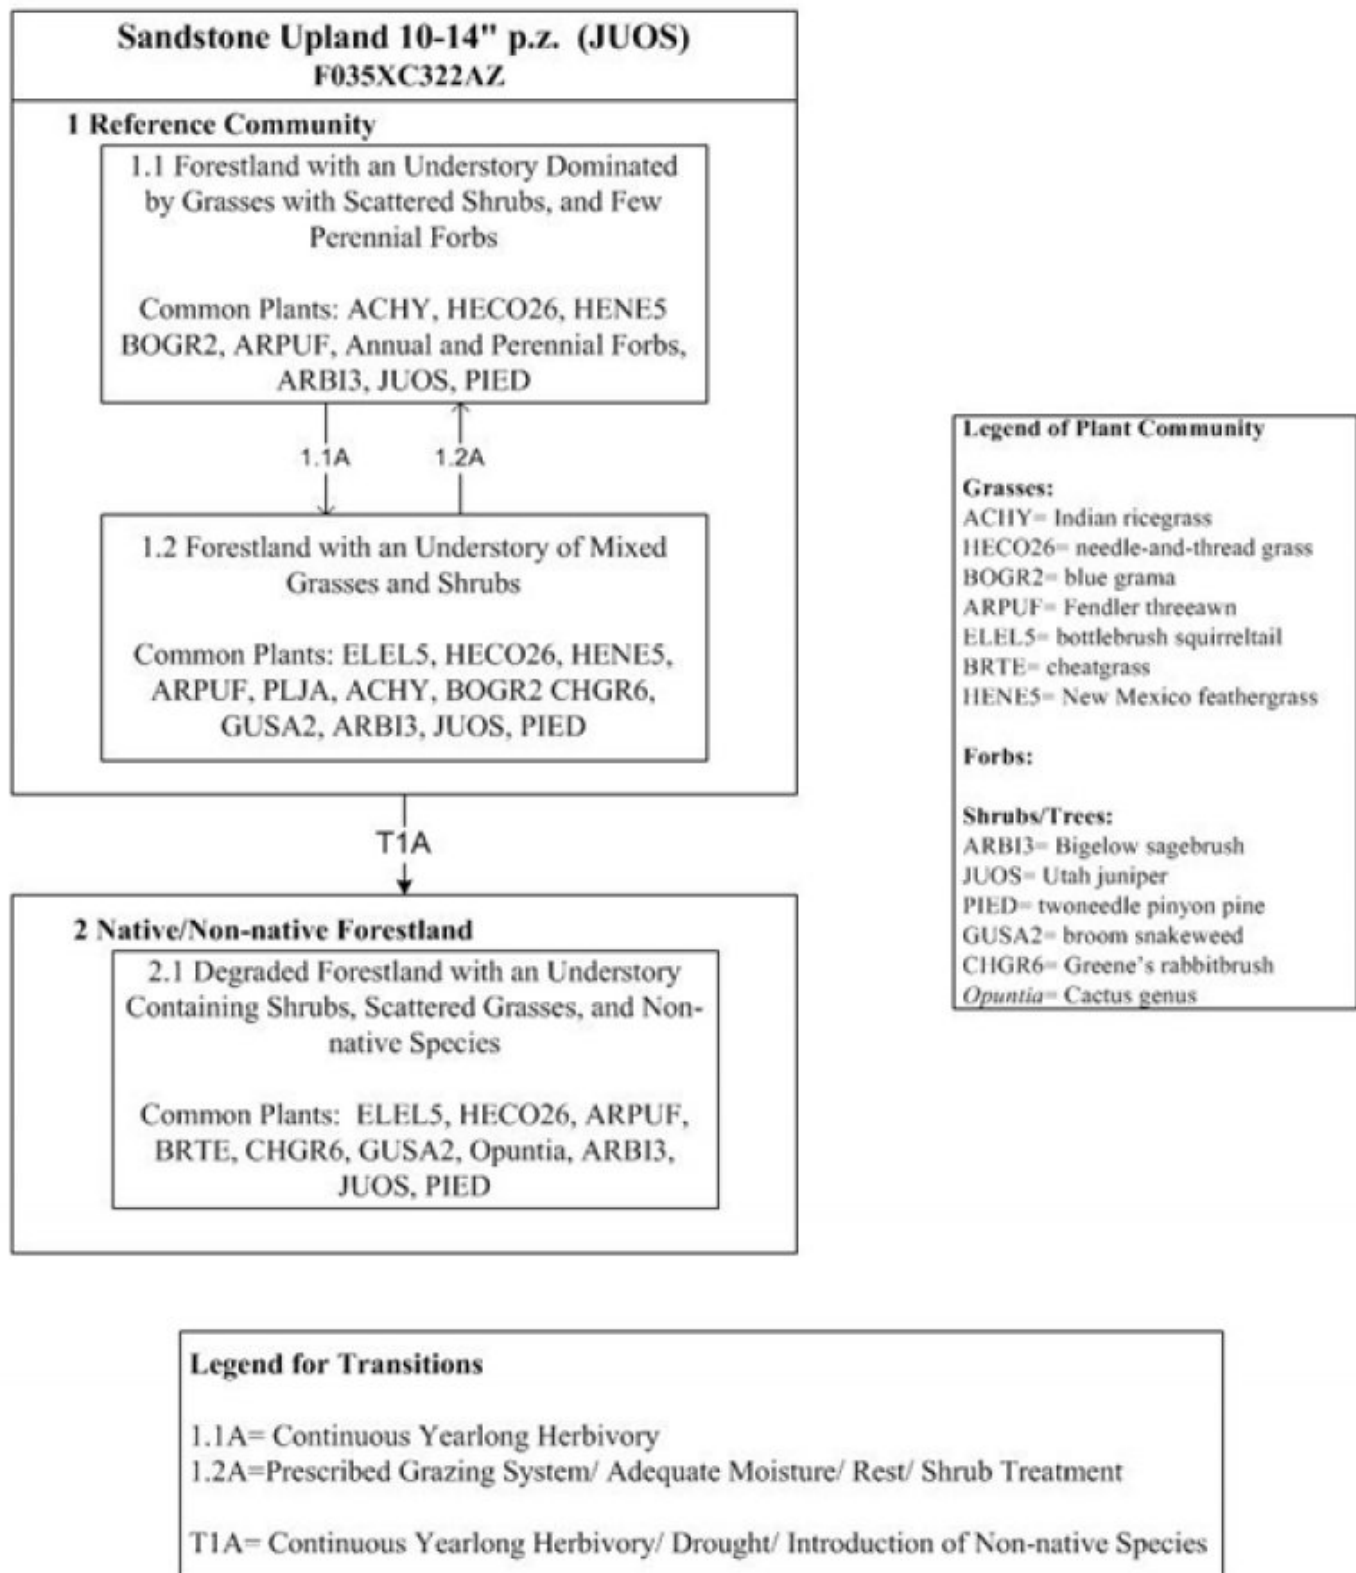 Sandstone Upland 10-14" p.z. (JUOS)
F035XC322AZ
1 Reference Community
1.1 Forestland with an Understory Dominated
by Grasses with Scattered Shrubs, and Few
Perennial Forbs
Common Plants: ACHY, HECO26, HENE5
BOGR2, ARPUF, Annual and Perennial Forbs,
ARBI3, JUOS, PIED
1.1A
1.2A
1.2 Forestland with an Understory of Mixed
Grasses and Shrubs
Common Plants: ELEL5, HECO26, HENE5,
ARPUF, PLJA, ACHY, BOGR2 CHGR6,
GUSA2, ARBI3, JUOS, PIED
T1A
2 Native/Non-native Forestland
2.1 Degraded Forestland with an Understory
Containing Shrubs, Scattered Grasses, and Non-
native Species
Common Plants: ELEL5, HECO26, ARPUF,
BRTE, CHGR6, GUSA2, Opuntia, ARBI3,
JUOS, PIED
Legend of Plant Community
Grasses:
ACHY= Indian ricegrass
HECO26= needle-and-thread grass
BOGR2= blue grama
ARPUF= Fendler threeawn
ELEL5= bottlebrush squirreltail
BRTE= cheatgrass
HENE5= New Mexico feathergrass
Forbs:
Shrubs/Trees:
ARBI3= Bigelow sagebrush
JUOS= Utah juniper
PIED= twoneedle pinyon pine
GUSA2= broom snakeweed
CHGR6= Greene's rabbitbrush
Opuntia= Cactus genus
Legend for Transitions
1.1A= Continuous Yearlong Herbivory
1.2A=Prescribed Grazing System/ Adequate Moisture/ Rest/ Shrub Treatment
T1A= Continuous Yearlong Herbivory/ Drought/ Introduction of Non-native Species